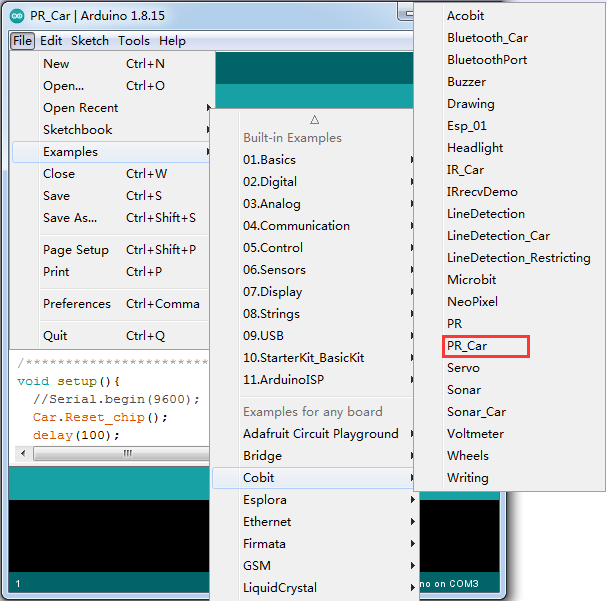 PR_Car | Arduino 1.8.15
File Edit Sketch Tools Help
New Ctrl+N
Open... Ctrl+O
Open Recent
Sketchbook
Examples
Close Ctrl+W
Save Ctrl+S
Save As... Ctrl+Shift+S
Page Setup Ctrl+Shift+P
Print Ctrl+P
Preferences Ctrl+Comma
Quit Ctrl+Q
void setup(){
//Serial.begin(9600);
Car.Reset_chip();
delay(100);
1
Built-in Examples
01.Basics
02.Digital
03.Analog
04.Communication
05.Control
06.Sensors
07.Display
08.Strings
09.USB
10.StarterKit_BasicKit
11.ArduinoISP
Examples for any board
Adafruit Circuit Playground
Bridge
Cobit
Esplora
Ethernet
Firmata
GSM
LiquidCrystal
Acobit
Bluetooth_Car
BluetoothPort
Buzzer
Drawing
Esp_01
Headlight
IR_Car
IRrecvDemo
LineDetection
LineDetection_Car
LineDetection_Restricting
Microbit
NeoPixel
PR
PR_Car
Servo
Sonar
Sonar_Car
Voltmeter
Wheels
Writing
no on COM3